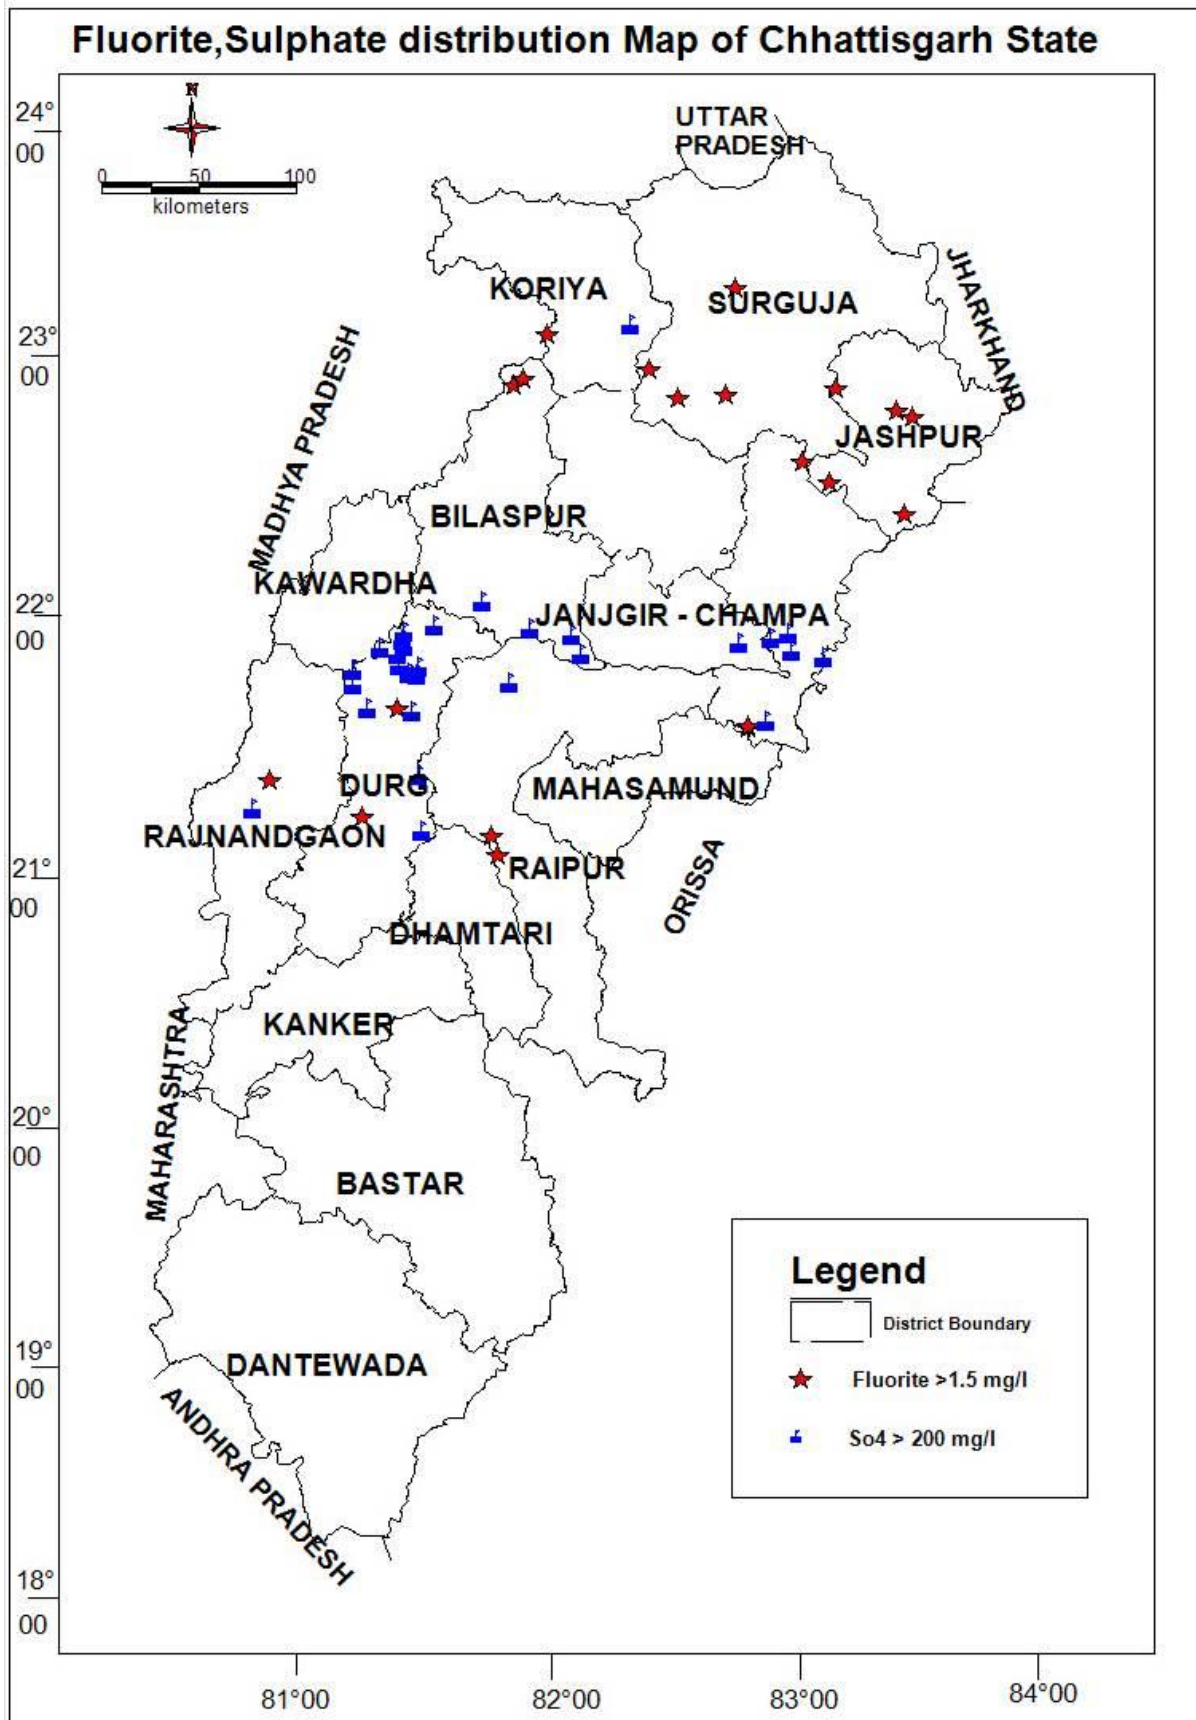 Fluorite,Sulphate distribution Map of Chhattisgarh State
N
0 50 100
kilometers
24°
00
23°
00
22°
00
21°
00
20°
00
19°
00
18°
00
UTTAR
PRADESH
JHARKHAND
KORIYA
SURGUJA
MADHYA PRADESH
JASHPUR
BILASPUR
KAWARDHA
JANJGIR - CHAMPA
DURG
MAHASAMUND
RAJNANDGAON
RAIPUR
ORISSA
DHAMTARI
KANKER
MAHARASHTRA
BASTAR
DANTEWADA
ANDHRA PRADESH
Legend
District Boundary
Fluorite >1.5 mg/l
So4 > 200 mg/l
81°00 82°00 83°00 84°00